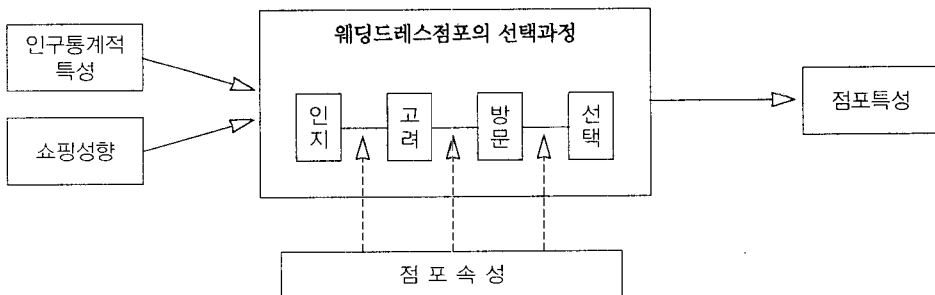 웨딩드레스점포의 선택과정
인구통계적
특성
쇼핑성향
인지
고려
방문
선택
점포특성
점포속성